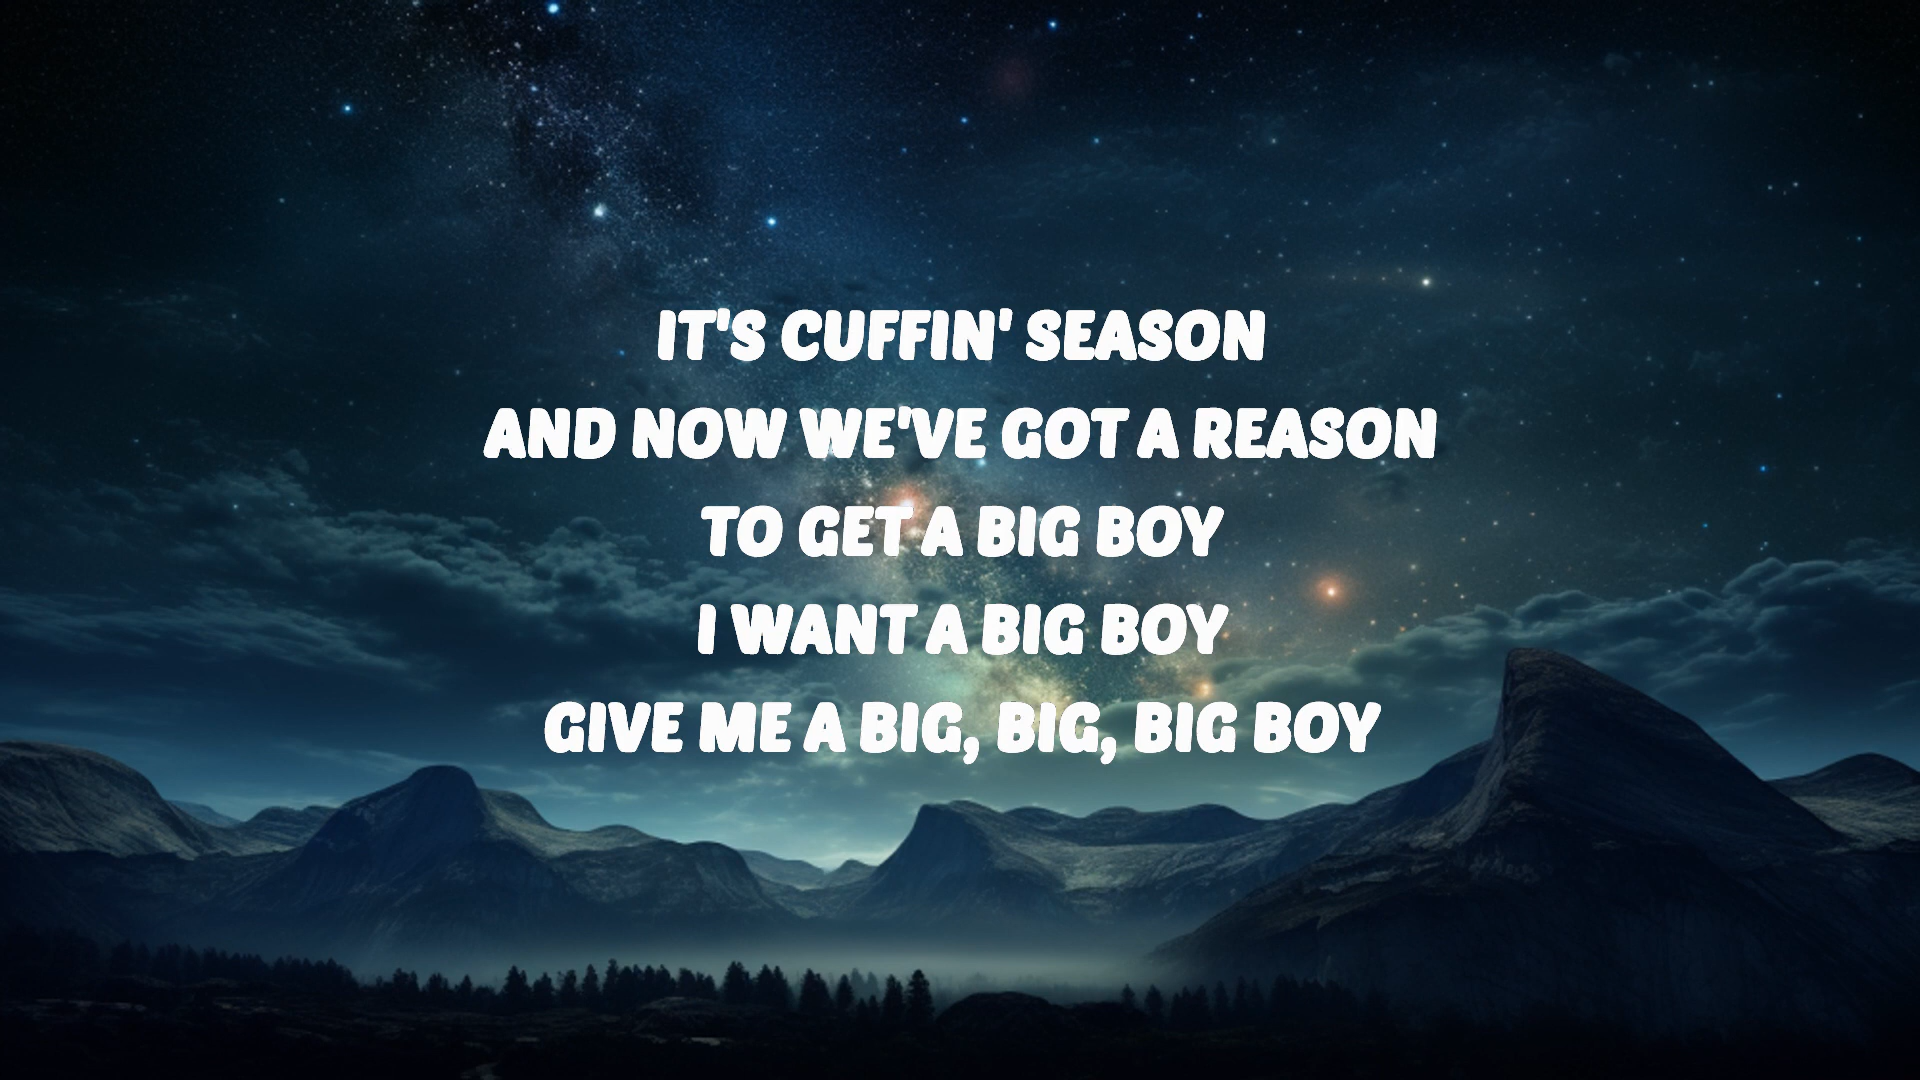 IT'S CUFFIN' SEASON
AND NOW WE'VE GOT A REASON
TO GET A BIG BOY
I WANT A BIG BOY
GIVE ME A BIG, BIG, BIG BOY